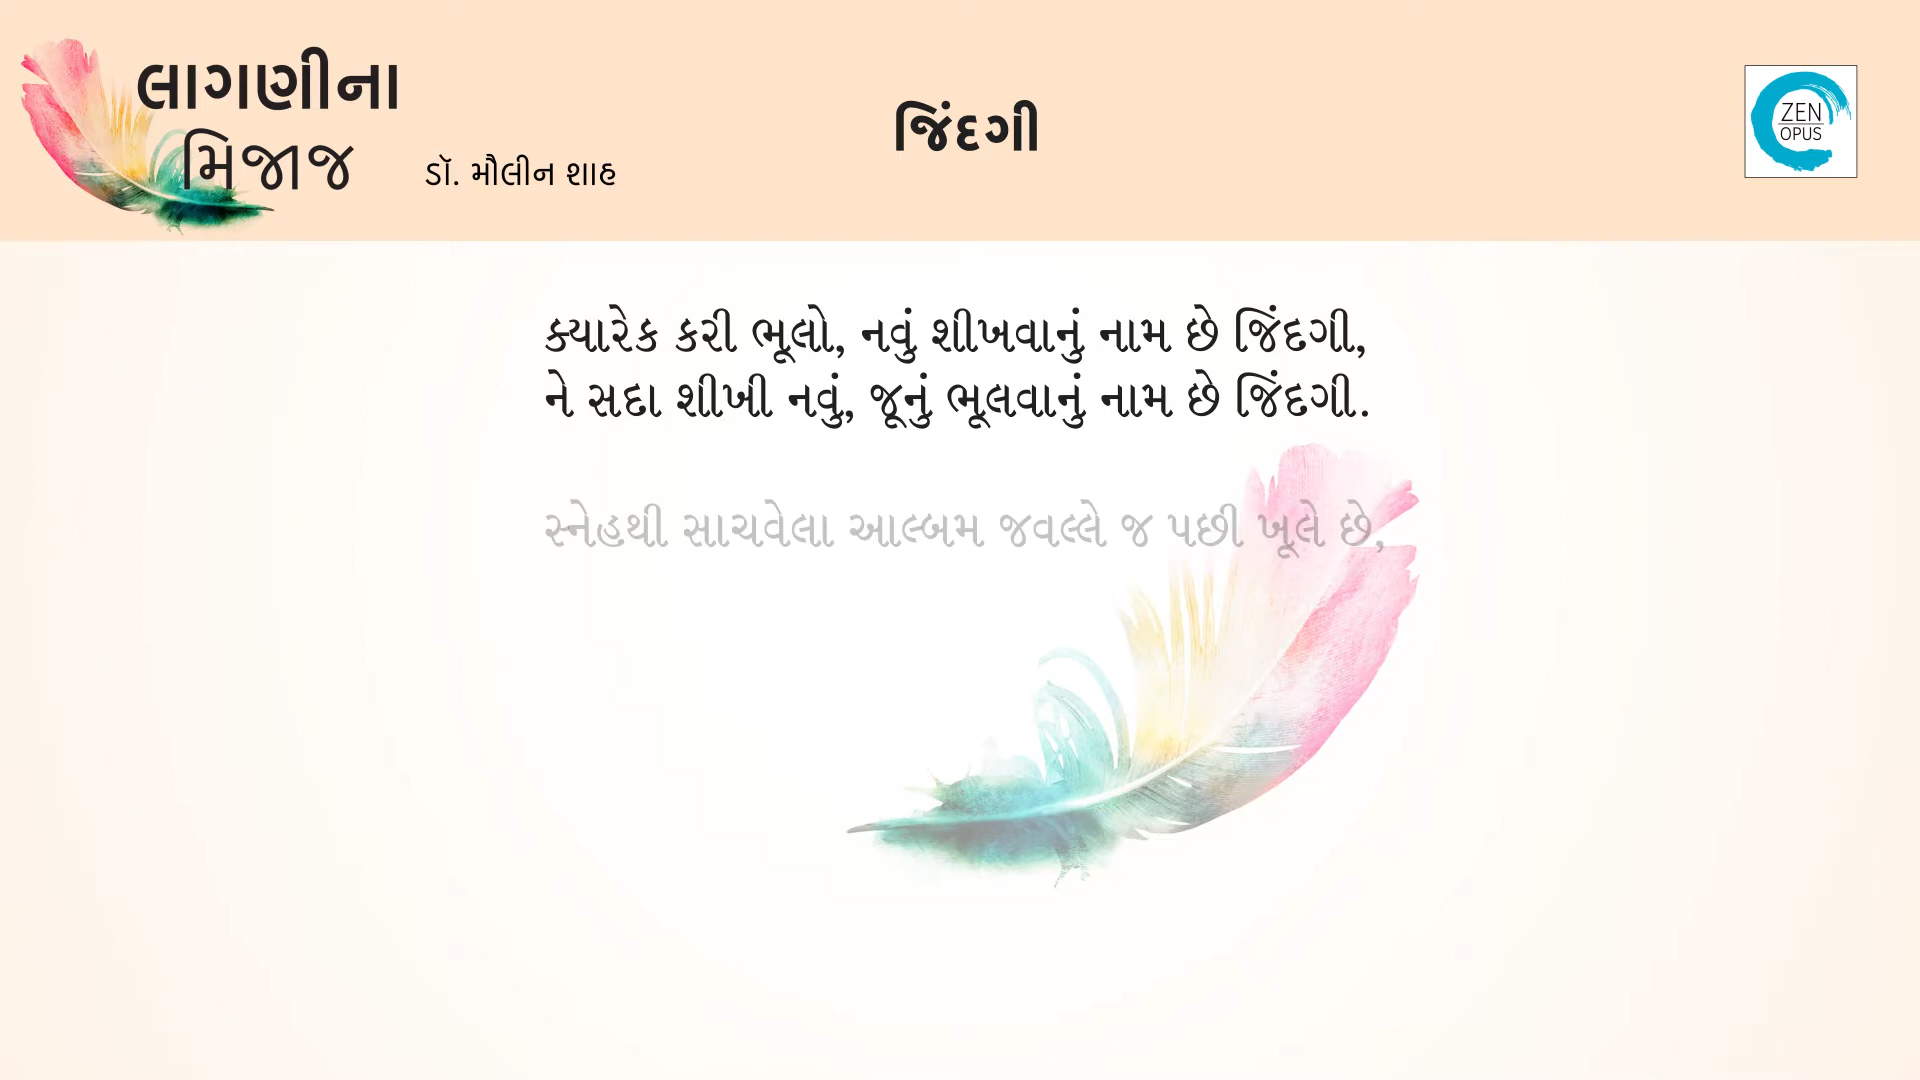 લાગણીના
મિજાજ
ડૉ. મૌલીન શાહ
જિંદગી
ZEN
OPUS
ક્યારેક કરી ભૂલો, નવું શીખવાનું નામ છે જિંદગી,
ને સદા શીખી નવું, જૂનું ભૂલવાનું નામ છે જિંદગી.
સ્નેહથી સાચવેલા આલ્બમ જવલ્લે જ પછી ખૂલે છે,